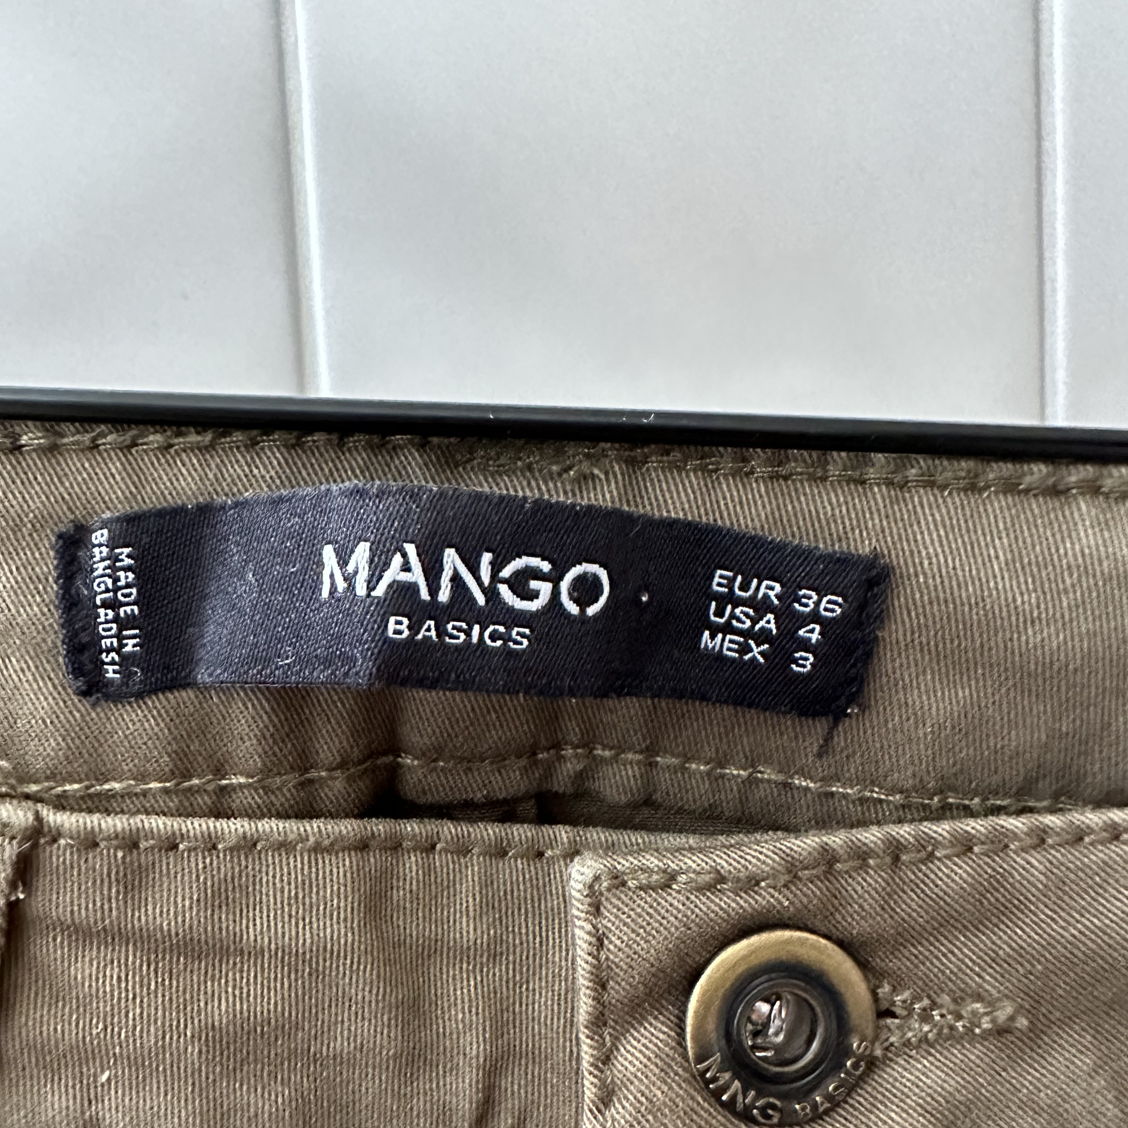 MADE IN
BANGLADESH
MANGO
BASICS
EUR 36
USA 4
MEX 3
MNG BASICS